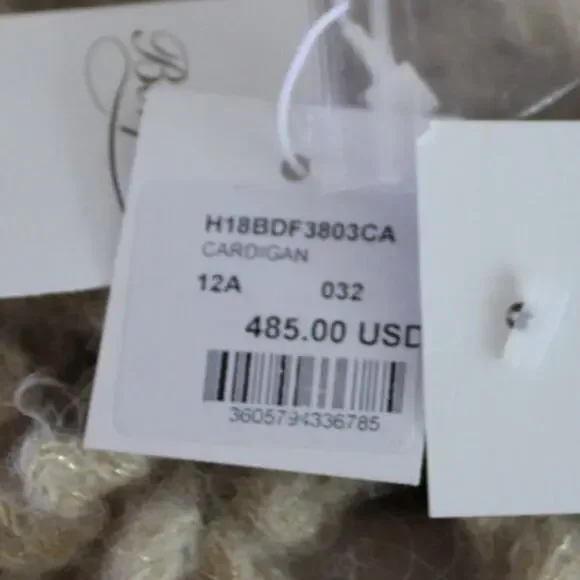 H18BDF3803CA
CARDIGAN
12A 032
485.00 USD
3605794336785